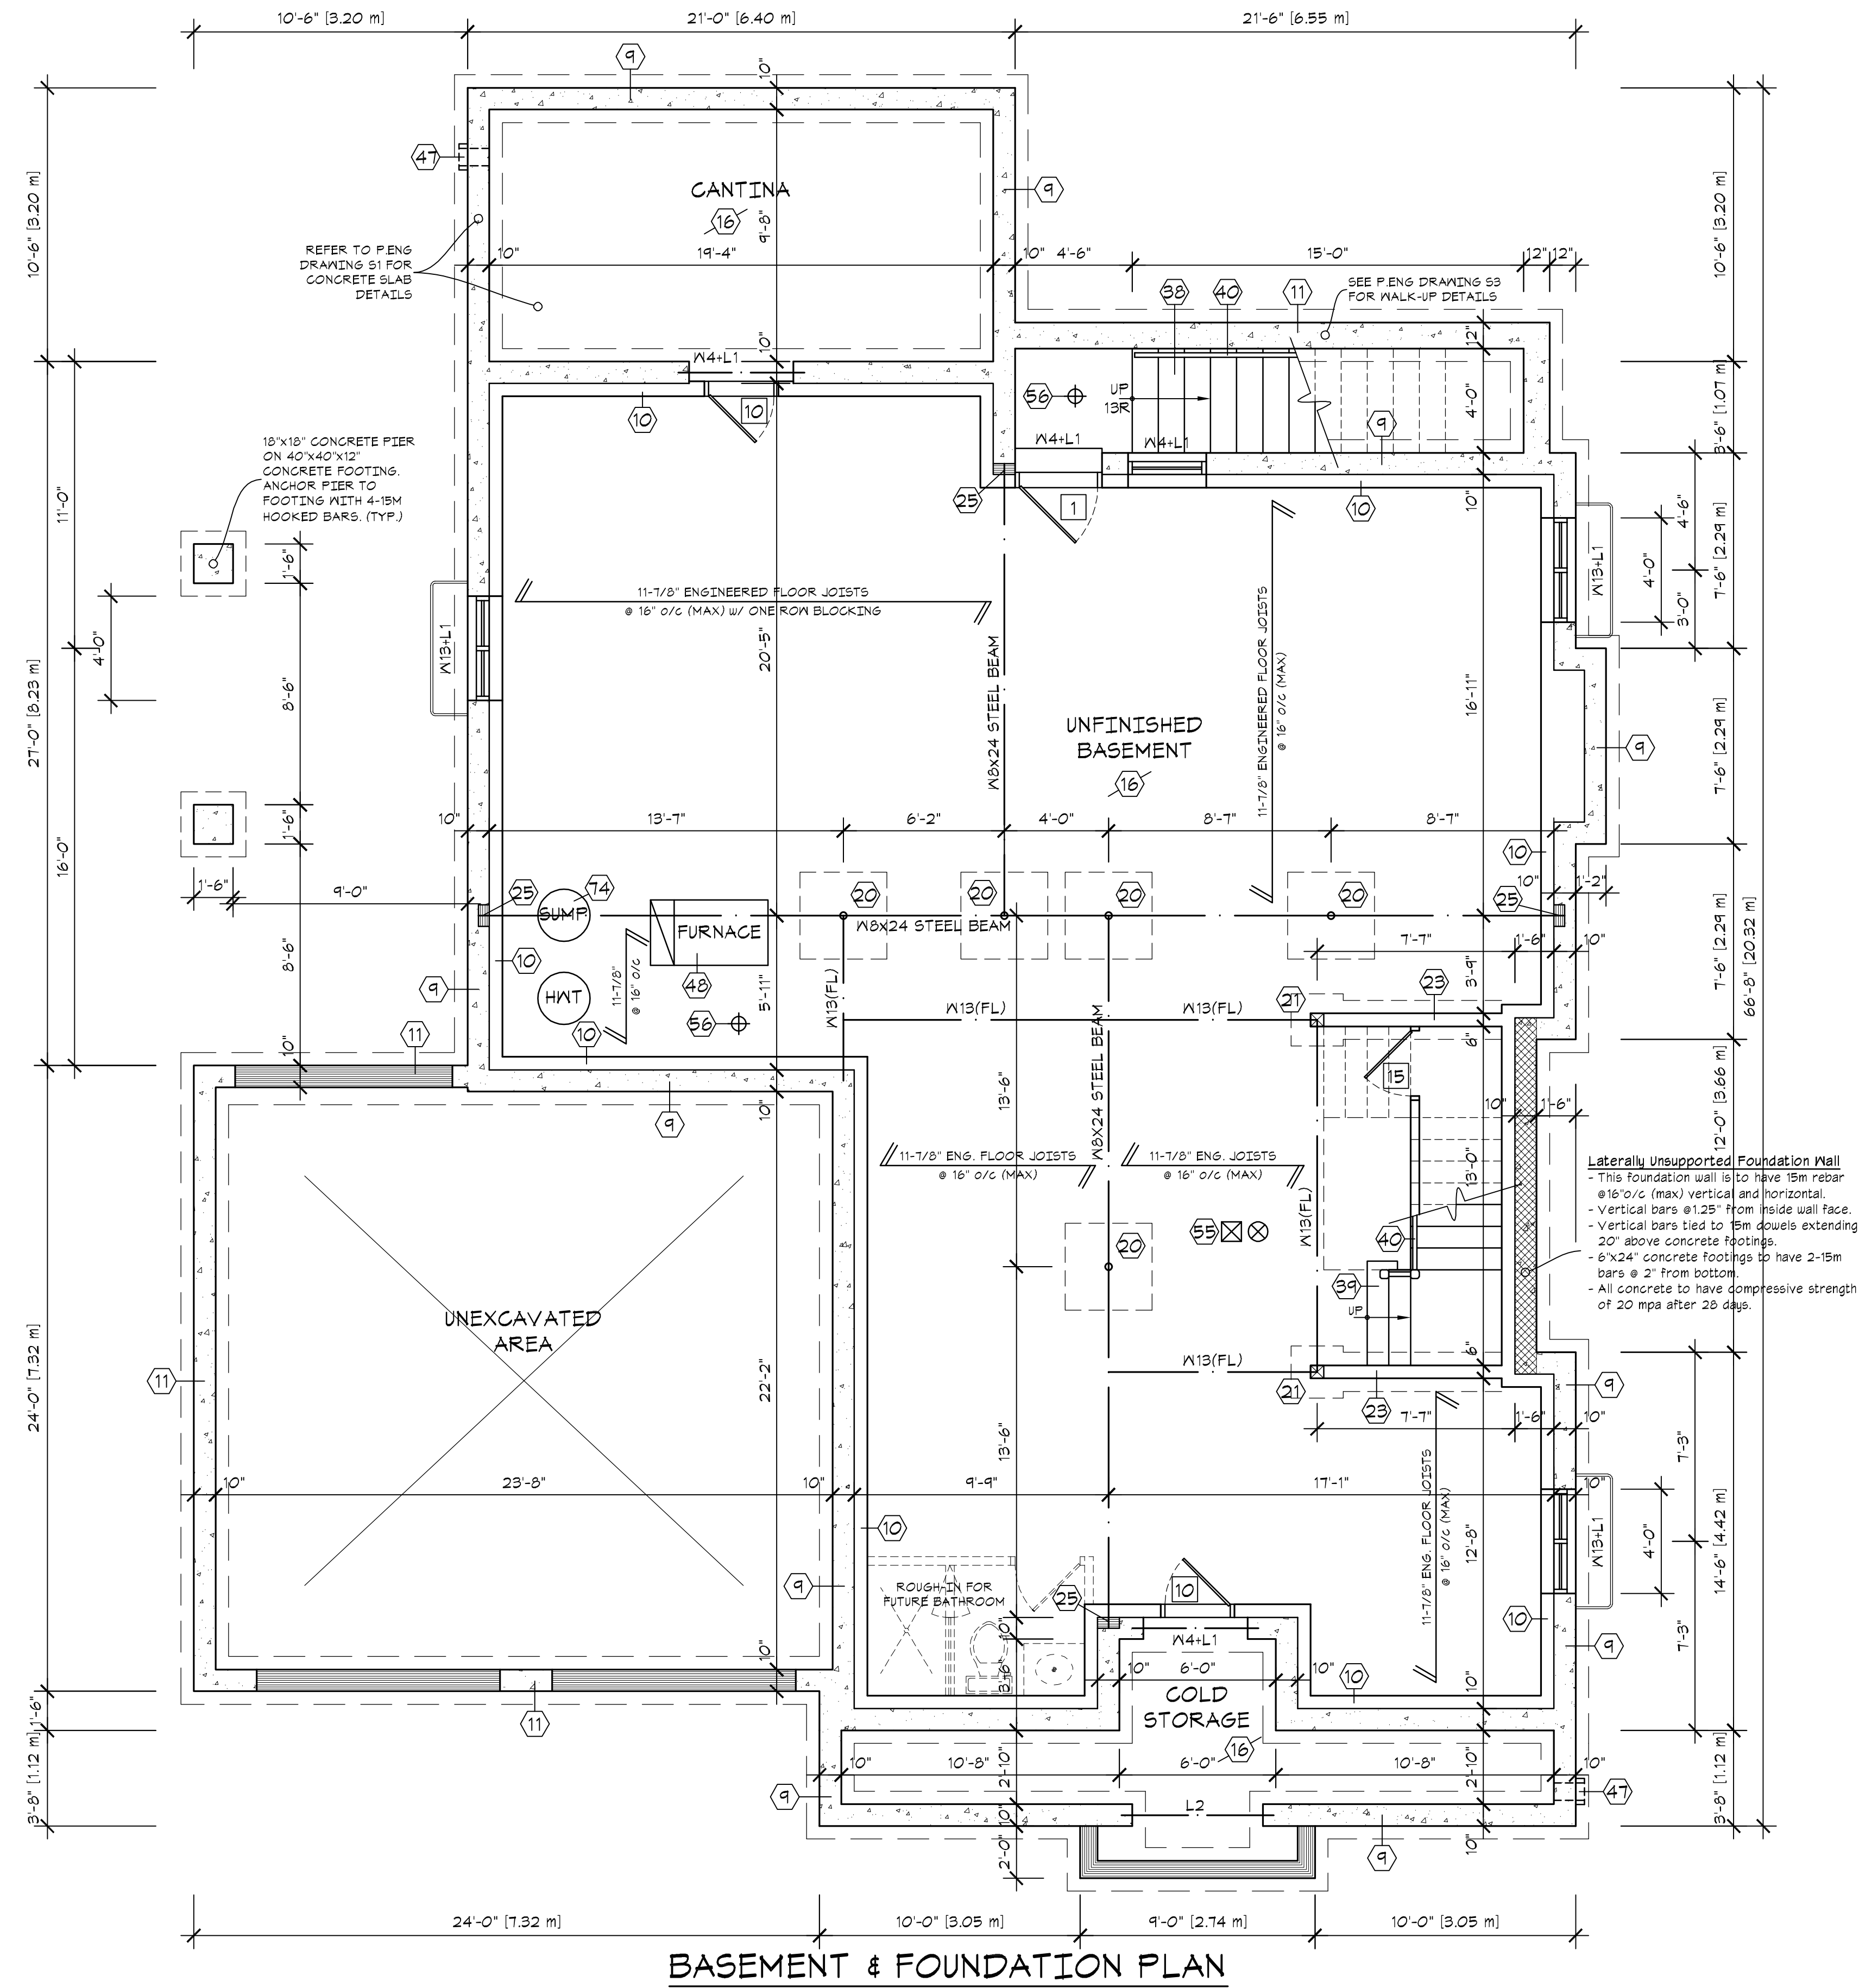 10'-6" [3.20 m]
21'-0" [6.40 m]
21'-6" [6.55 m]
9
10"
47
CANTINA
16
9'-8"
9
10'-6" [3.20 m]
10'-6" [3.20 m]
REFER TO P.ENG
DRAWING S1 FOR
CONCRETE SLAB
DETAILS
10"
19'-4"
10"
4'-6"
15'-0"
12"
12"
38
40
11
SEE P.ENG DRAWING S3
FOR WALK-UP DETAILS
10"
W4+L1
12"
10
10
56
UP
13R
4'-0"
3'-6" [1.07 m]
9
W4+L1
W4+L1
18"x18" CONCRETE PIER
ON 40"x40"x12"
CONCRETE FOOTING.
ANCHOR PIER TO
FOOTING WITH 4-15M
HOOKED BARS. (TYP.)
11'-0"
25
1
10
10"
4'-6"
7'-6" [2.29 m]
1'-6"
11-7/8" ENGINEERED FLOOR JOISTS
@ 16" o/c (MAX) w/ ONE ROW BLOCKING
W13+L1
4'-0"
3'-0"
4'-0"
W13+L1
8'-6"
20'-5"
W8x24 STEEL BEAM
11-7/8" ENGINEERED FLOOR JOISTS
@ 16" o/c (MAX)
16'-11"
27'-0" [8.23 m]
UNFINISHED
BASEMENT
16
9
7'-6" [2.29 m]
16'-0"
1'-6"
10"
13'-7"
6'-2"
4'-0"
8'-7"
8'-7"
10
1'-6"
9'-0"
25
SUMP
74
FURNACE
48
20
20
20
20
W8x24 STEEL BEAM
10"
1'-2"
25
8'-6"
10
9
HWT
11-7/8"
@ 16" o/c
56
10
5'-11"
W13(FL)
W13(FL)
W13(FL)
7'-7"
1'-6"
10"
3'-9"
23
21
7'-6" [2.29 m]
66'-8" [20.32 m]
10"
11
9
10"
13'-6"
W8x24 STEEL BEAM
6"
15
10"
1'-6"
12'-0" [3.66 m]
11-7/8" ENG. FLOOR JOISTS
@ 16" o/c (MAX)
11-7/8" ENG. JOISTS
@ 16" o/c (MAX)
13'-0"
Laterally Unsupported Foundation Wall
- This foundation wall is to have 15m rebar
@16"o/c (max) vertical and horizontal.
- Vertical bars @1.25" from inside wall face.
- Vertical bars tied to 15m dowels extending
20" above concrete footings.
- 6"x24" concrete footings to have 2-15m
bars @ 2" from bottom.
- All concrete to have compressive strength
of 20 mpa after 28 days.
20
55
W13(FL)
40
39
UP
UNEXCAVATED
AREA
11
24'-0" [7.32 m]
22'-2"
W13(FL)
21
23
6"
9
7'-7"
1'-6"
10"
13'-6"
7'-3"
10"
23'-8"
10"
9'-9"
17'-1"
10"
10
11-7/8" ENG. FLOOR JOISTS
@ 16" o/c (MAX)
12'-8"
W13+L1
4'-0"
14'-6" [4.42 m]
9
ROUGH-IN FOR
FUTURE BATHROOM
25
10
10
9
7'-3"
10"
W4+L1
10"
3'-6"
10"
6'-0"
10"
10
10"
COLD
STORAGE
16
11
1'-6"
3'-8" [1.12 m]
10"
10'-8"
2'-10"
6'-0"
10'-8"
2'-10"
10"
47
3'-8" [1.12 m]
9
10"
L2
9
10"
2'-0"
24'-0" [7.32 m]
10'-0" [3.05 m]
9'-0" [2.74 m]
10'-0" [3.05 m]
BASEMENT & FOUNDATION PLAN